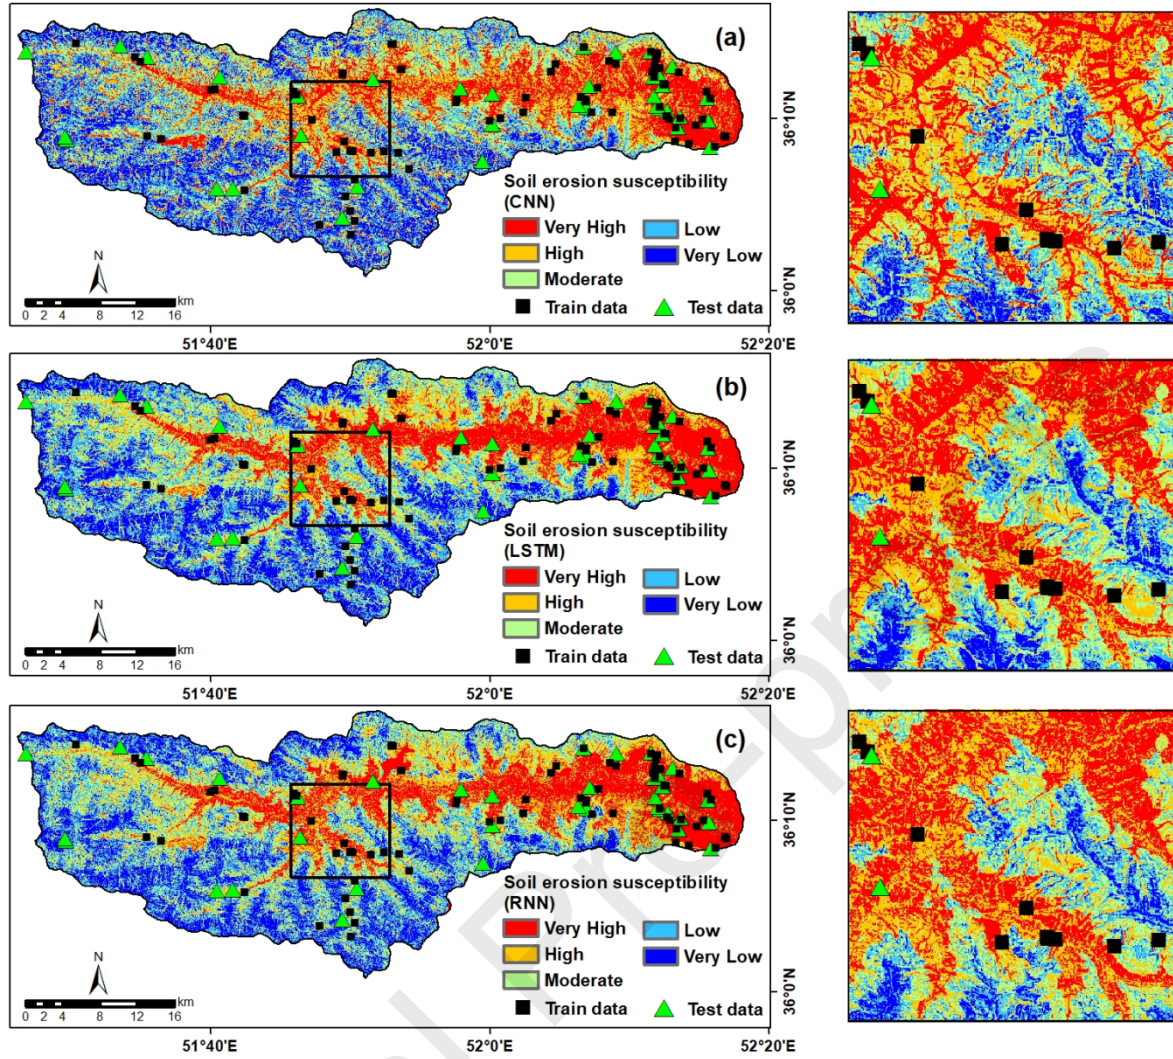 (a)
Soil erosion susceptibility
(CNN)
Very High
Low
High
Very Low
Moderate
Train data
Test data
N
km
0 2 4 8 12 16
36°10'N
36°0'N
51°40'E
52°0'E
52°20'E
(b)
Soil erosion susceptibility
(LSTM)
Very High
Low
High
Very Low
Moderate
Train data
Test data
N
km
0 2 4 8 12 16
36°10'N
36°0'N
51°40'E
52°0'E
52°20'E
(c)
Soil erosion susceptibility
(RNN)
Very High
Low
High
Very Low
Moderate
Train data
Test data
N
km
0 2 4 8 12 16
36°10'N
36°0'N
51°40'E
52°0'E
52°20'E